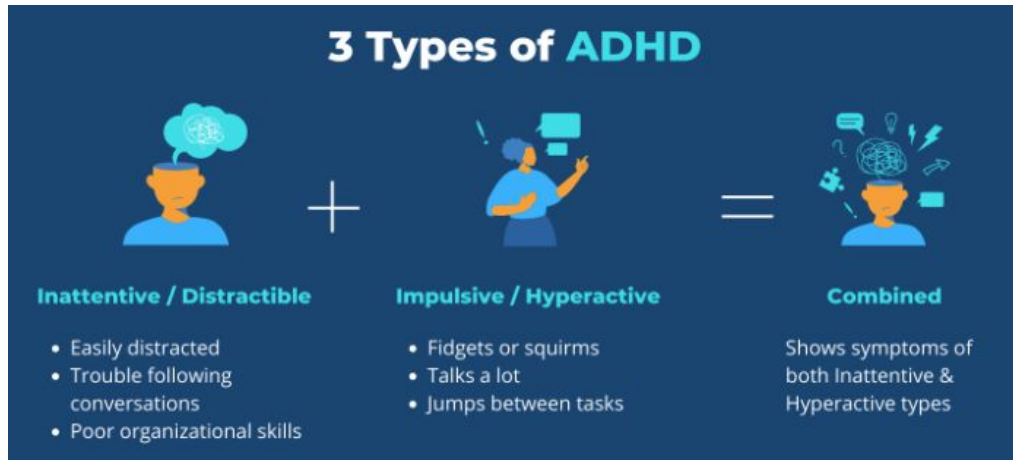 3 Types of ADHD
Inattentive / Distractible
• Easily distracted
• Trouble following
conversations
• Poor organizational skills
Impulsive / Hyperactive
• Fidgets or squirms
• Talks a lot
• Jumps between tasks
Combined
Shows symptoms of
both Inattentive &
Hyperactive types